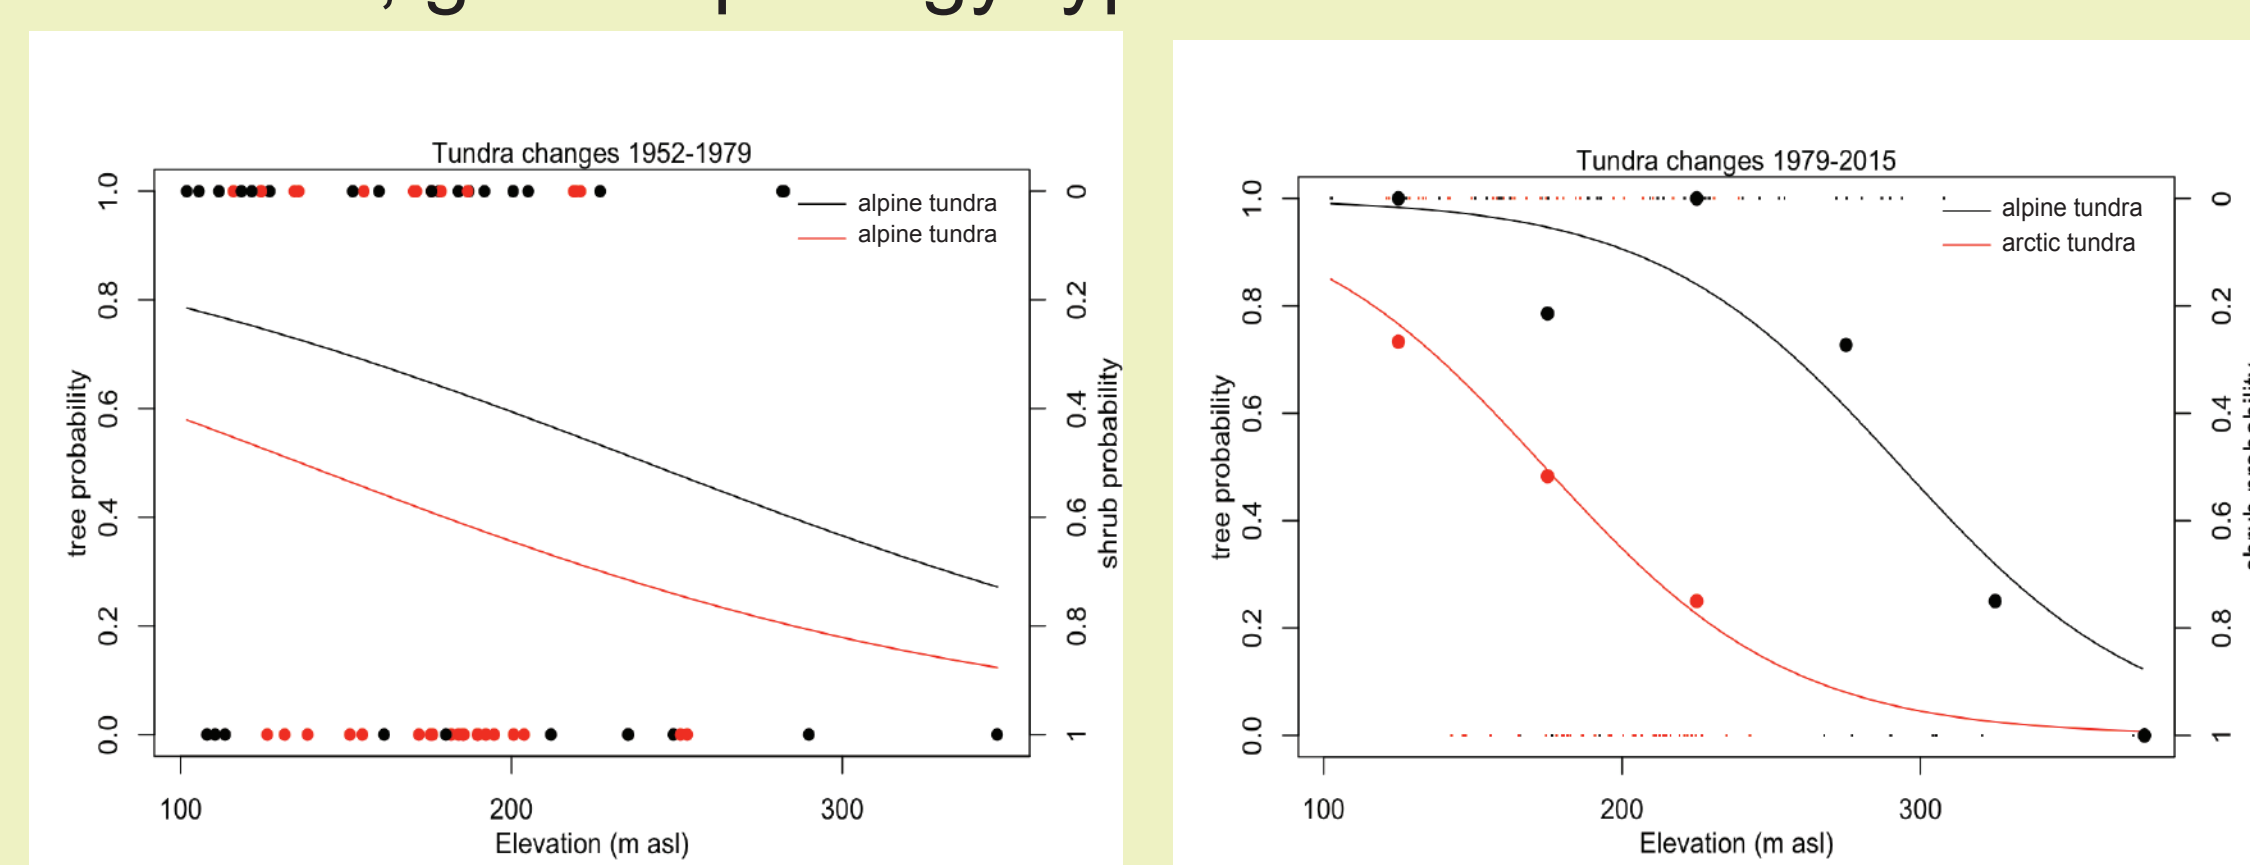 Tundra changes 1952-1979
alpine tundra
alpine tundra
tree probability
0.0 0.2 0.4 0.6 0.8 1.0
shrub probability
0 0.2 0.4 0.6 0.8 1
100 200 300
Elevation (m asl)
Tundra changes 1979-2015
alpine tundra
arctic tundra
tree probability
0.0 0.2 0.4 0.6 0.8 1.0
0 0.2 0.4 0.6 0.8 1
100 200 300
Elevation (m asl)